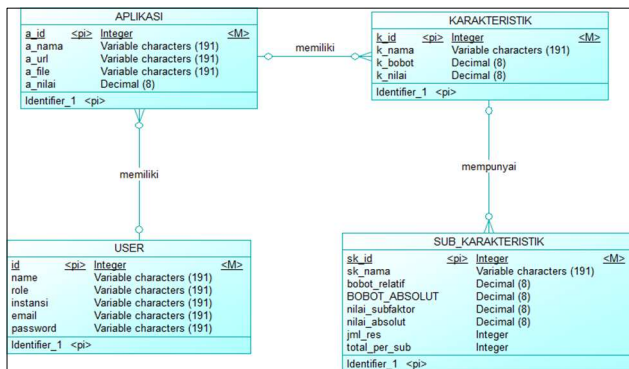 APLIKASI
a_id <pi> Integer <M>
a_nama Variable characters (191)
a_url Variable characters (191)
a_file Variable characters (191)
a_nilai Decimal (8)
Identifier_1 <pi>
memiliki
KARAKTERISTIK
k_id <pi> Integer <M>
k_nama Variable characters (191)
k_bobot Decimal (8)
k_nilai Decimal (8)
Identifier_1 <pi>
memiliki
mempunyai
USER
id <pi> Integer <M>
name Variable characters (191)
role Variable characters (191)
instansi Variable characters (191)
email Variable characters (191)
password Variable characters (191)
Identifier_1 <pi>
SUB_KARAKTERISTIK
sk_id <pi> Integer <M>
sk_nama Variable characters (191)
bobot_relatif Decimal (8)
BOBOT_ABSOLUT Decimal (8)
nilai_subfaktor Decimal (8)
nilai_absolut Decimal (8)
jml_res Integer
total_per_sub Integer
Identifier_1 <pi>